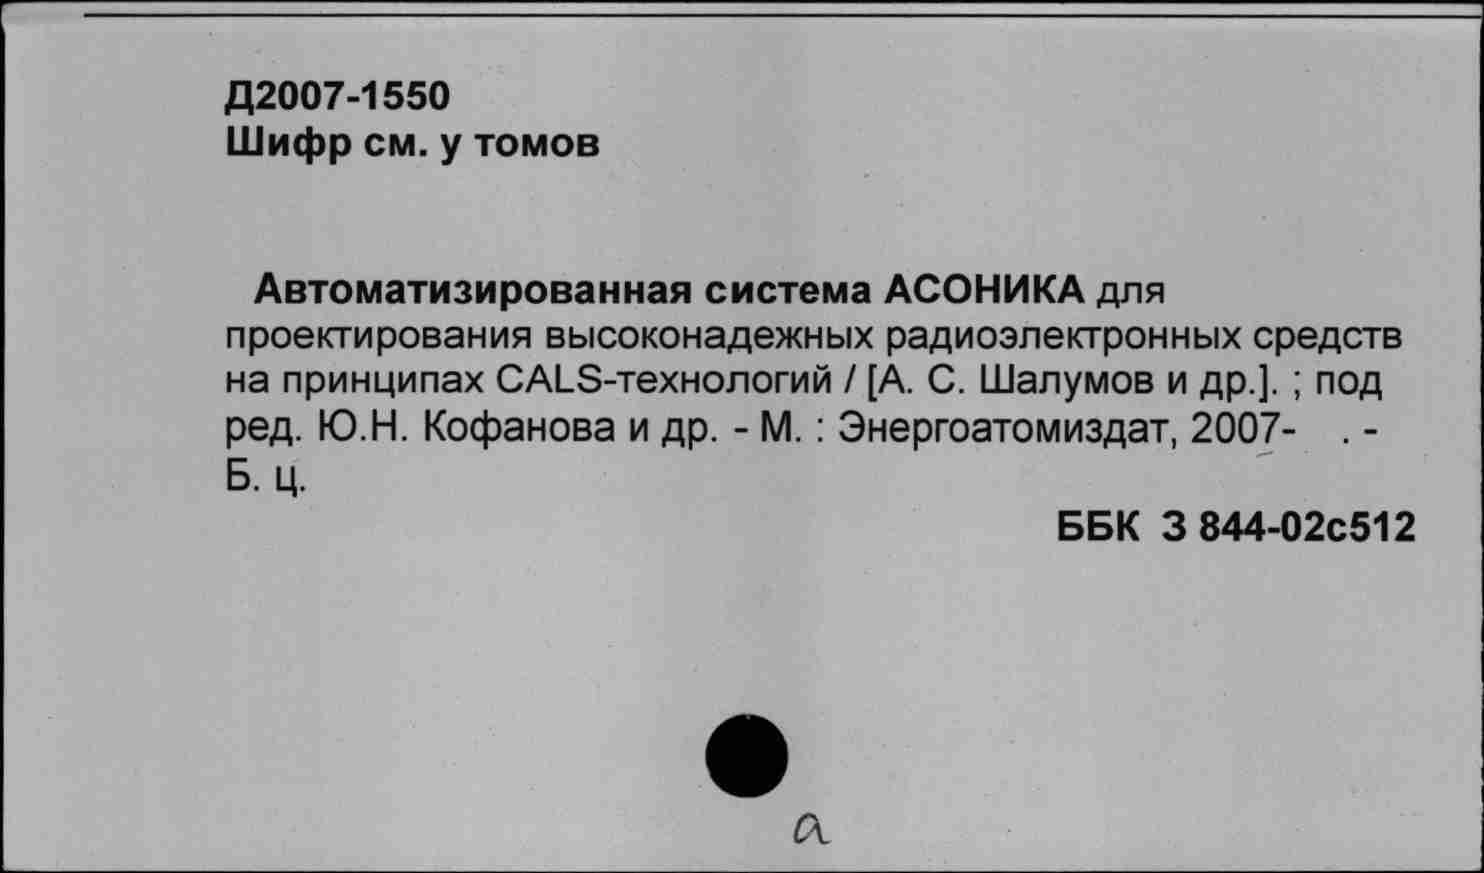 Д2007-1550
Шифр см. у томов
Автоматизированная система АСОНИКА для
проектирования высоконадежных радиоэлектронных средств
на принципах CALS-технологий / [А. С. Шалумов и др.]. ; под
ред. Ю.Н. Кофанова и др. - М. : Энергоатомиздат, 2007-   . -
Б. ц.
ББК  З 844-02с512
а